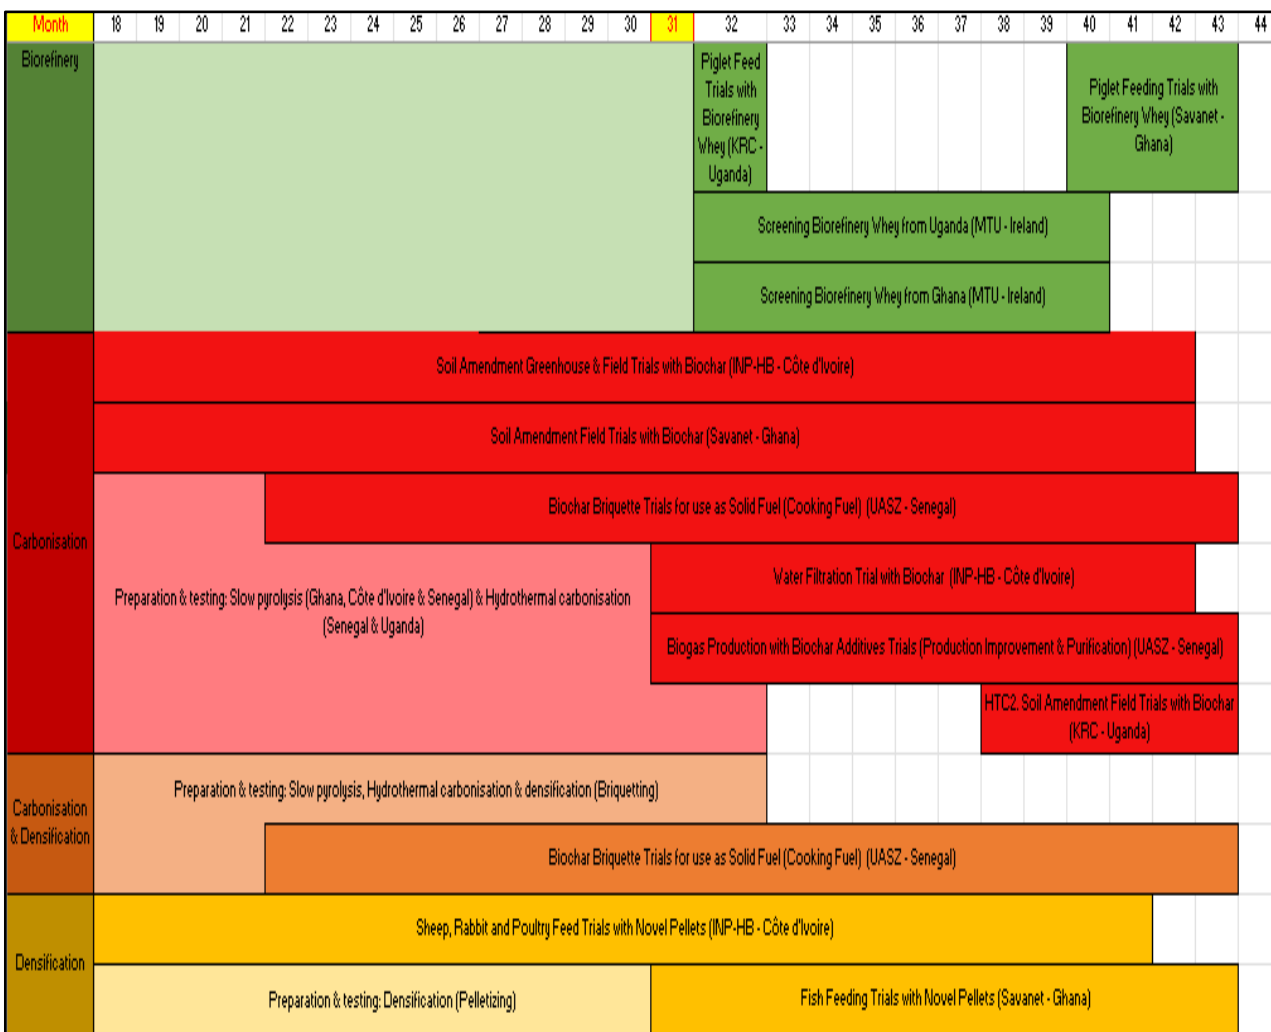 Month 18 19 20 21 22 23 24 25 26 27 28 29 30 31 32 33 34 35 36 37 38 39 40 41 42 43 44
Biorefinery
Piglet Feed
Trials with
Biorefinery
Whey (KRC -
Uganda)
Piglet Feeding Trials with
Biorefinery Whey (Savanet -
Ghana)
Screening Biorefinery Whey from Uganda (MTU - Ireland)
Screening Biorefinery Whey from Ghana (MTU - Ireland)
Carbonisation
Soil Amendment Greenhouse & Field Trials with Biochar (INP-HB - Côte d'Ivoire)
Soil Amendment Field Trials with Biochar (Savanet - Ghana)
Biochar Briquette Trials for use as Solid Fuel (Cooking Fuel) (UASZ - Senegal)
Water Filtration Trial with Biochar (INP-HB - Côte d'Ivoire)
Preparation & testing: Slow pyrolysis (Ghana, Côte d'Ivoire & Senegal) & Hydrothermal carbonisation
(Senegal & Uganda)
Biogas Production with Biochar Additives Trials (Production Improvement & Purification) (UASZ - Senegal)
HTC2. Soil Amendment Field Trials with Biochar
(KRC - Uganda)
Carbonisation
& Densification
Preparation & testing: Slow pyrolysis, Hydrothermal carbonisation & densification (Briquetting)
Biochar Briquette Trials for use as Solid Fuel (Cooking Fuel) (UASZ - Senegal)
Densification
Sheep, Rabbit and Poultry Feed Trials with Novel Pellets (INP-HB - Côte d'Ivoire)
Preparation & testing: Densification (Pelletizing)
Fish Feeding Trials with Novel Pellets (Savanet - Ghana)